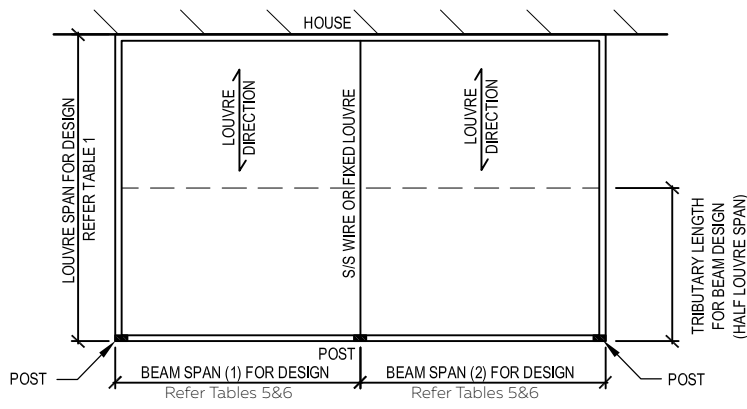 HOUSE
LOUVRE SPAN FOR DESIGN
REFER TABLE 1
LOUVRE
DIRECTION
S/S WIRE OR FIXED LOUVRE
LOUVRE
DIRECTION
TRIBUTARY LENGTH
FOR BEAM DESIGN
(HALF LOUVRE SPAN)
POST
POST
POST
BEAM SPAN (1) FOR DESIGN
BEAM SPAN (2) FOR DESIGN
Refer Tables 5&6
Refer Tables 5&6